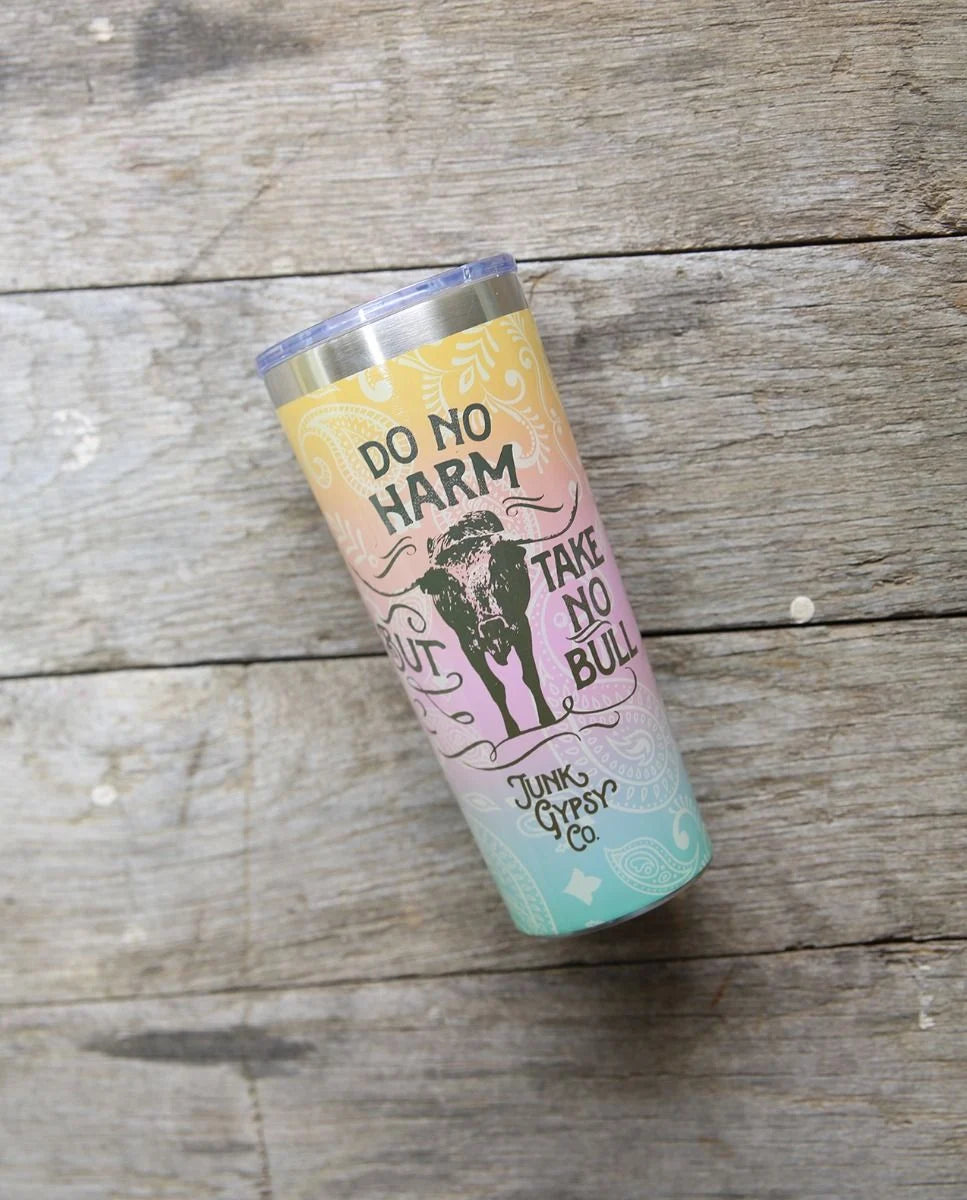 DO NO
HARM
BUT
TAKE
NO
BULL
JUNK
GYPSY
CO.